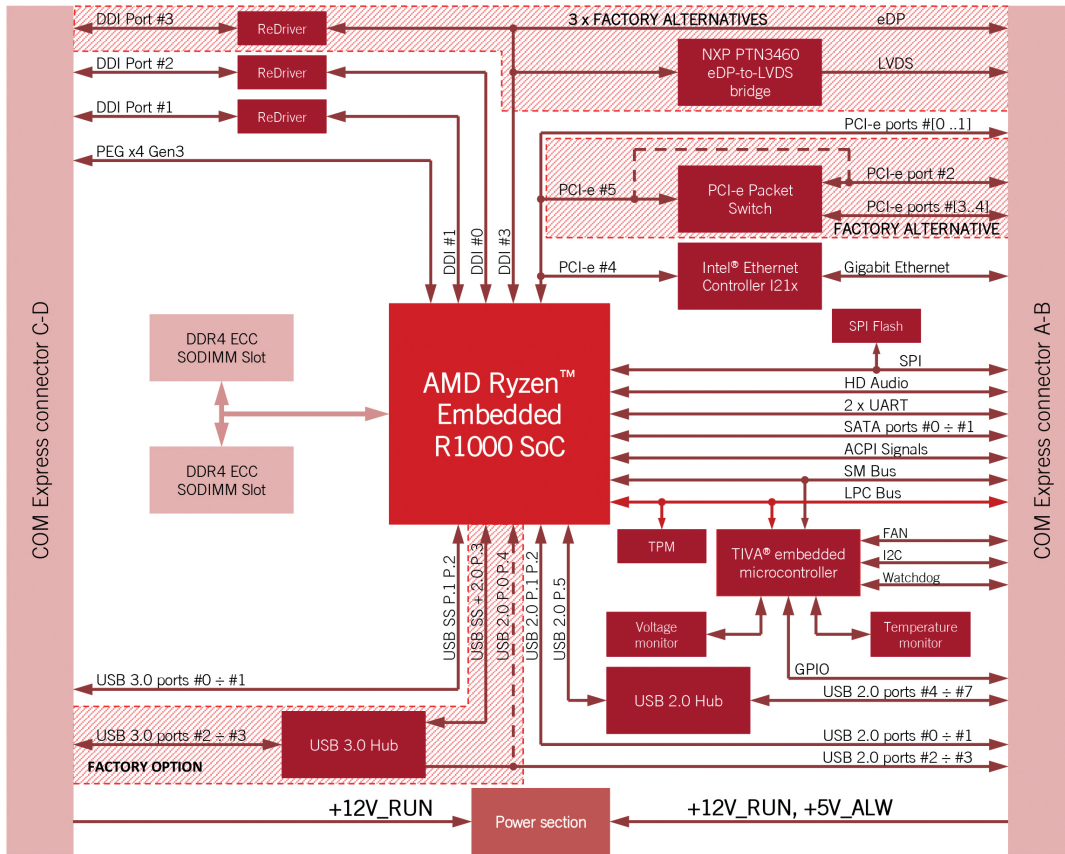 DDI Port #3
ReDriver
3 x FACTORY ALTERNATIVES
eDP
DDI Port #2
ReDriver
NXP PTN3460
eDP-to-LVDS
bridge
LVDS
DDI Port #1
ReDriver
PCI-e ports #[0 ..1]
PEG x4 Gen3
PCI-e #5
PCI-e Packet
Switch
PCI-e port #2
PCI-e ports #[3..4]
FACTORY ALTERNATIVE
DDI #1
DDI #0
DDI #3
PCI-e #4
Intel® Ethernet
Controller I21x
Gigabit Ethernet
COM Express connector C-D
COM Express connector A-B
DDR4 ECC
SODIMM Slot
DDR4 ECC
SODIMM Slot
AMD Ryzen™
Embedded
R1000 SoC
SPI Flash
SPI
HD Audio
2 x UART
SATA ports #0 ÷ #1
ACPI Signals
SM Bus
LPC Bus
TPM
TIVA® embedded
microcontroller
FAN
I2C
Watchdog
Voltage
monitor
Temperature
monitor
GPIO
USB SS P.1 P.2
USB SS + 2.0 P.3
USB 2.0 P.0 P.4
USB 2.0 P.1 P.2
USB 2.0 P.5
USB 3.0 ports #0 ÷ #1
USB 2.0 Hub
USB 2.0 ports #4 ÷ #7
USB 3.0 ports #2 ÷ #3
USB 3.0 Hub
USB 2.0 ports #0 ÷ #1
USB 2.0 ports #2 ÷ #3
FACTORY OPTION
+12V_RUN
Power section
+12V_RUN, +5V_ALW